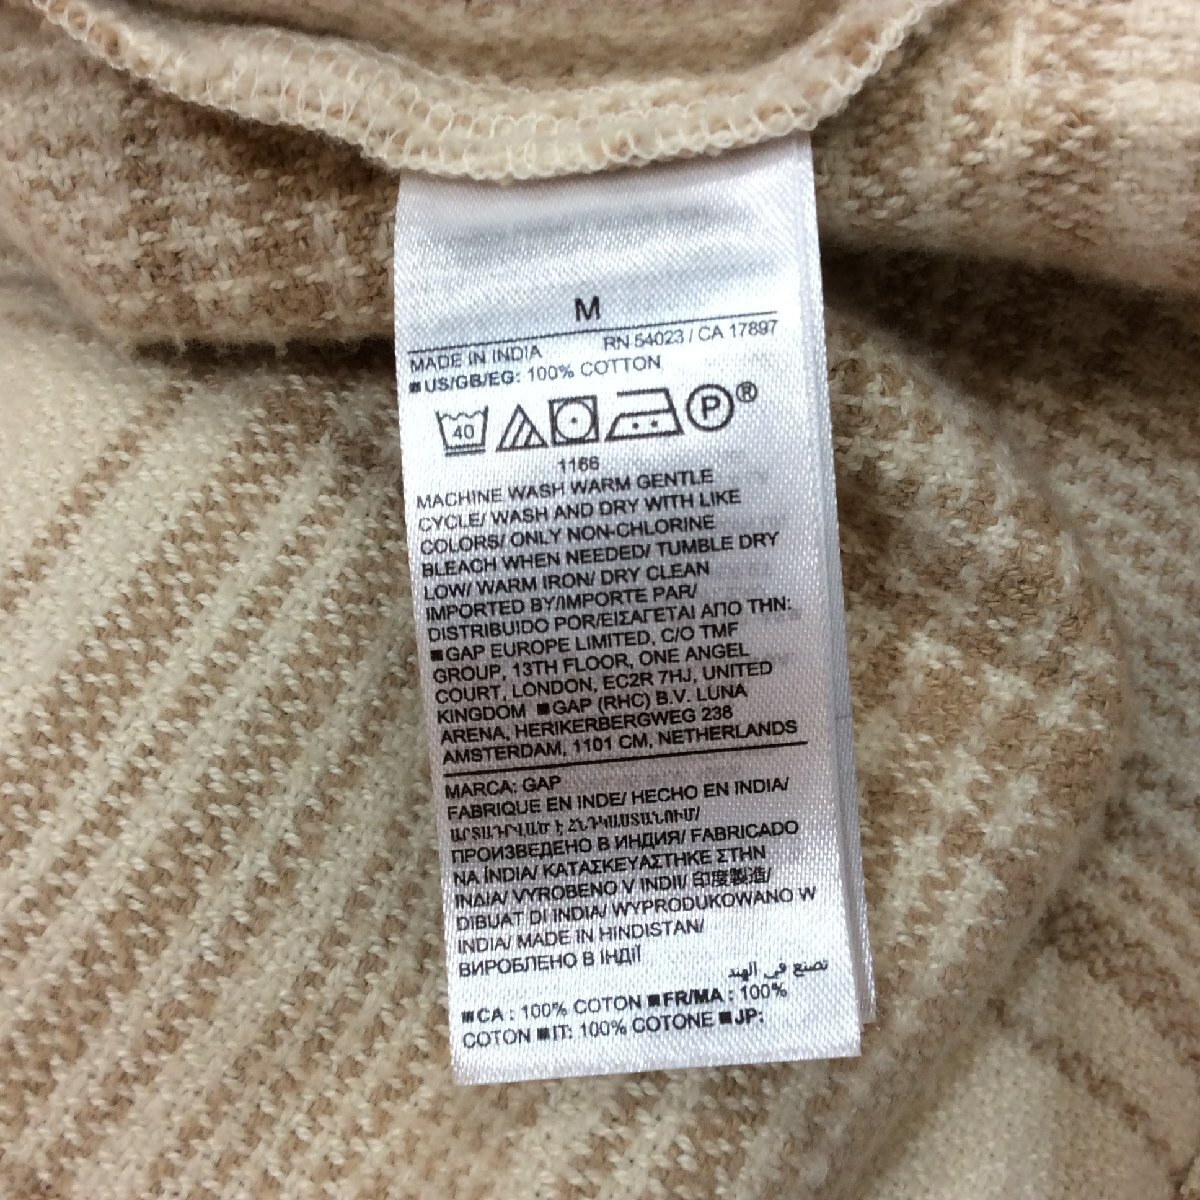 M
MADE IN INDIA RN 54023 / CA 17897
■US/GB/EG: 100% COTTON
40 P ®
1166
MACHINE WASH WARM GENTLE
CYCLE/ WASH AND DRY WITH LIKE
COLORS/ ONLY NON-CHLORINE
BLEACH WHEN NEEDED/ TUMBLE DRY
LOW/ WARM IRON/ DRY CLEAN
IMPORTED BY/IMPORTE PAR/
DISTRIBUIDO POR/ΕΙΣΑΓΕΤΑΙ ΑΠΟ ΤΗΝ:
■GAP EUROPE LIMITED, C/O TMF
GROUP, 13TH FLOOR, ONE ANGEL
COURT, LONDON, EC2R 7HJ, UNITED
KINGDOM ■GAP (RHC) B.V. LUNA
ARENA, HERIKERBERGWEG 238
AMSTERDAM, 1101 CM, NETHERLANDS
MARCA: GAP
FABRIQUE EN INDE/ HECHO EN INDIA/
ԱՐՏԱԴՐՎԱԾ Է ՀՆԴԿԱՍՏԱՆՈՒՄ/
ПРОИЗВЕДЕНО В ИНДИЯ/ FABRICADO
NA ÍNDIA/ ΚΑΤΑΣΚΕΥΑΣΤΗΚΕ ΣΤΗΝ
ΙΝΔΙΑ/ VYROBENO V INDII/ 印度製造/
DIBUAT DI INDIA/ WYPRODUKOWANO W
INDIA/ MADE IN HINDISTAN/
ВИРОБЛЕНО В ІНДІЇ
تصنع في الهند
■CA : 100% COTON ■FR/MA : 100%
COTON ■IT: 100% COTONE ■JP: